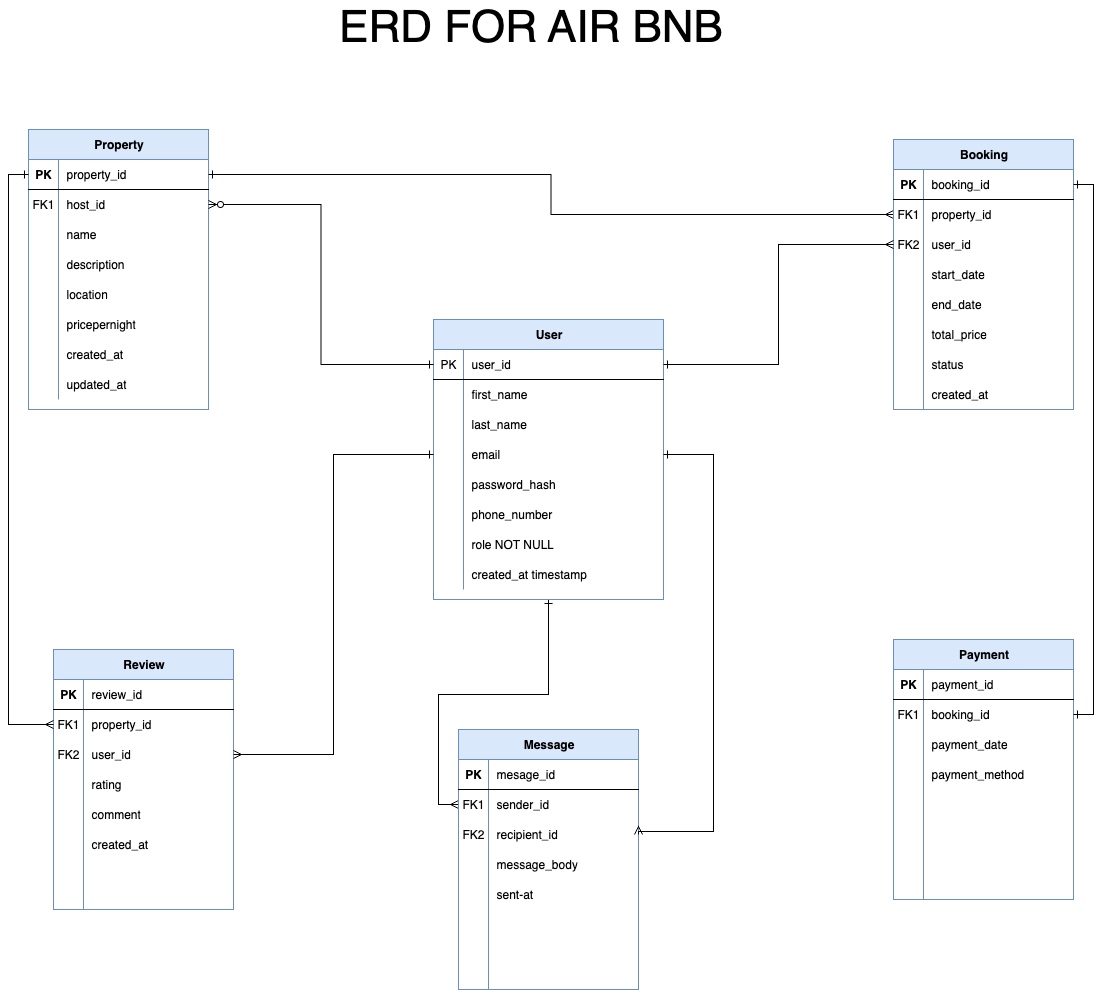 ERD FOR AIR BNB
Property
PK property_id
FK1 host_id
name
description
location
pricepernight
created_at
updated_at
Booking
PK booking_id
FK1 property_id
FK2 user_id
start_date
end_date
total_price
status
created_at
User
PK user_id
first_name
last_name
email
password_hash
phone_number
role NOT NULL
created_at timestamp
Review
PK review_id
FK1 property_id
FK2 user_id
rating
comment
created_at
Message
PK mesage_id
FK1 sender_id
FK2 recipient_id
message_body
sent-at
Payment
PK payment_id
FK1 booking_id
payment_date
payment_method